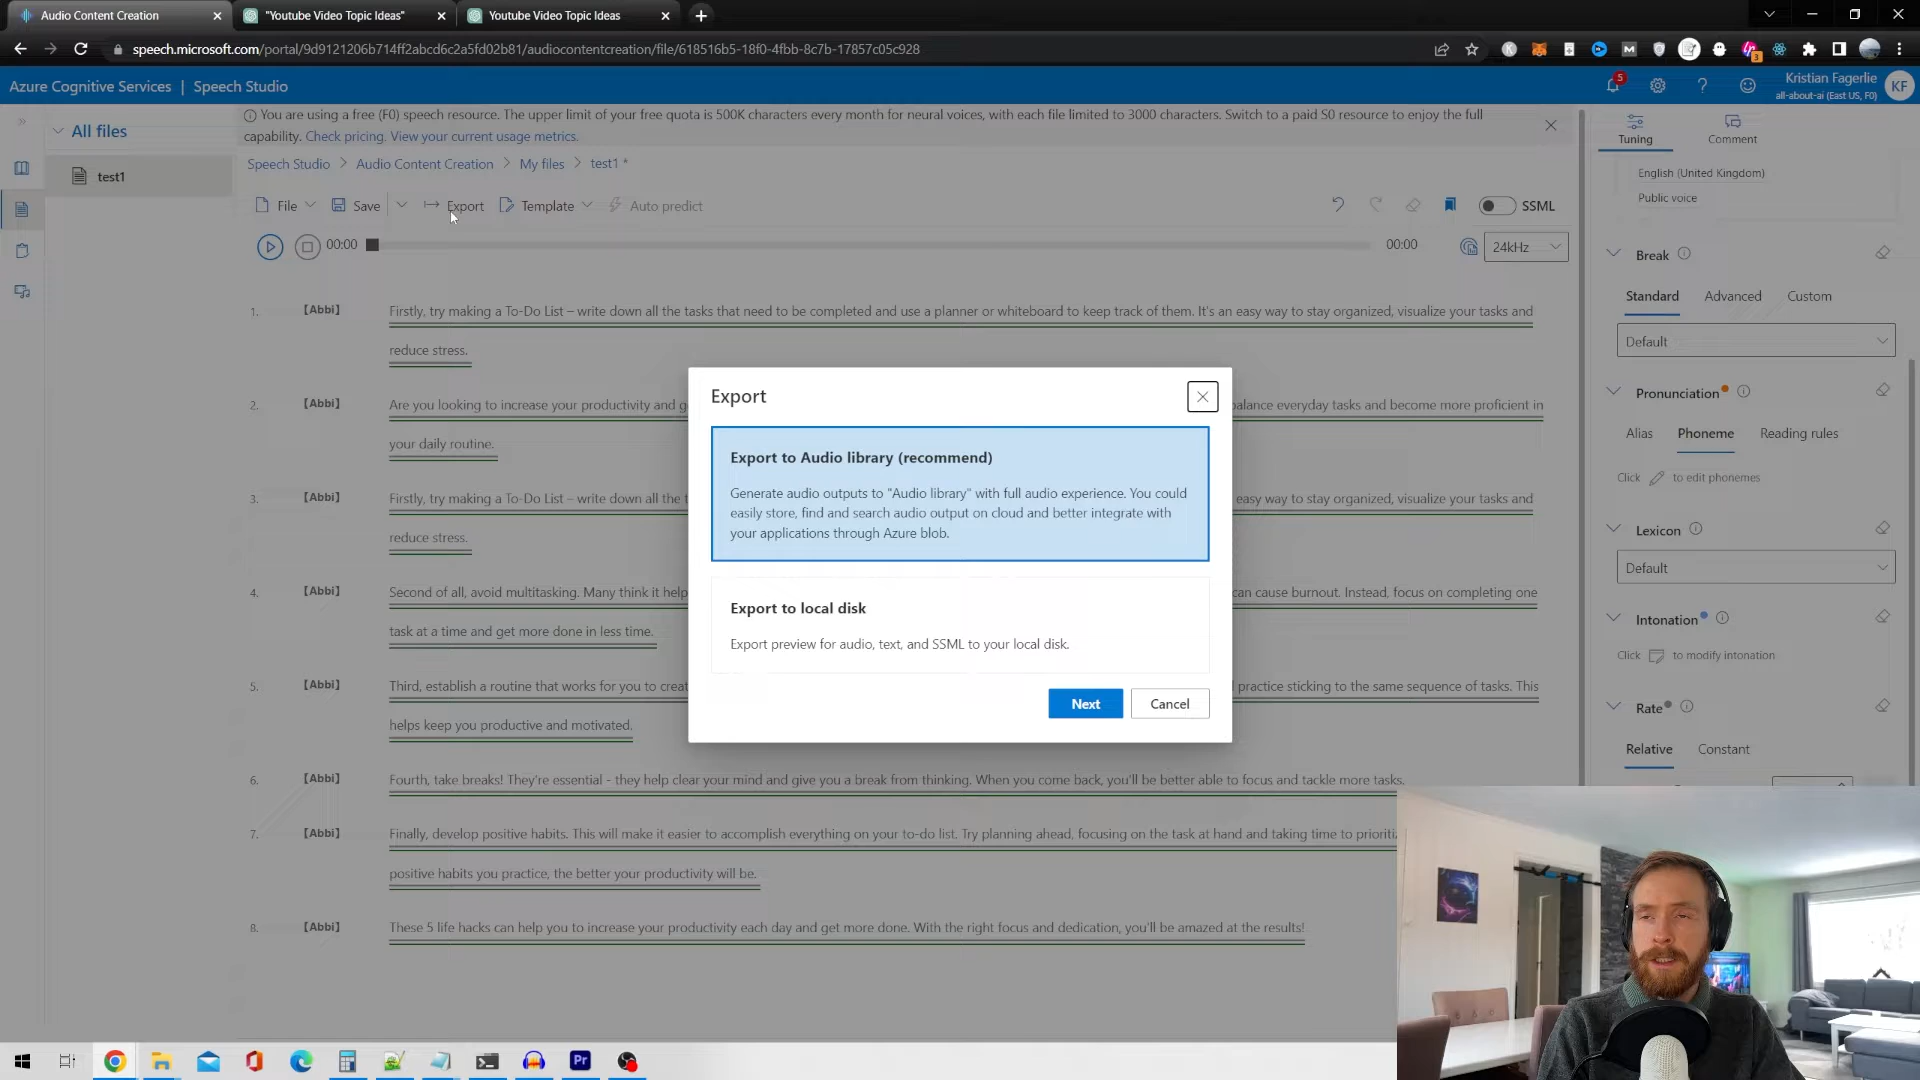 Audio Content Creation
"Youtube Video Topic Ideas"
Youtube Video Topic Ideas
speech.microsoft.com/portal/9d9121206b714ff2abcd6c2a5fd02b81/audiocontentcreation/file/618516b5-18f0-4fbb-8c7b-17857c05c928
Azure Cognitive Services | Speech Studio
5
Kristian Fagerlie
all-about-ai (East US, F0)
KF
All files
test1
You are using a free (F0) speech resource. The upper limit of your free quota is 500K characters every month for neural voices, with each file limited to 3000 characters. Switch to a paid S0 resource to enjoy the full
capability. Check pricing. View your current usage metrics.
Speech Studio > Audio Content Creation > My files > test1 *
File Save Export Template Auto predict SSML
00:00 00:00 24kHz
1. 【Abbi】 Firstly, try making a To-Do List – write down all the tasks that need to be completed and use a planner or whiteboard to keep track of them. It's an easy way to stay organized, visualize your tasks and
reduce stress.
2. 【Abbi】 Are you looking to increase your productivity and balance everyday tasks and become more proficient in
your daily routine.
3. 【Abbi】 Firstly, try making a To-Do List – write down all the easy way to stay organized, visualize your tasks and
reduce stress.
4. 【Abbi】 Second of all, avoid multitasking. Many think it help can cause burnout. Instead, focus on completing one
task at a time and get more done in less time.
5. 【Abbi】 Third, establish a routine that works for you to practice sticking to the same sequence of tasks. This
helps keep you productive and motivated.
6. 【Abbi】 Fourth, take breaks! They're essential - they help clear your mind and give you a break from thinking. When you come back, you'll be better able to focus and tackle more tasks.
7. 【Abbi】 Finally, develop positive habits. This will make it easier to accomplish everything on your to-do list. Try planning ahead, focusing on the task at hand and taking time to
positive habits you practice, the better your productivity will be.
8. 【Abbi】 These 5 life hacks can help you to increase your productivity each day and get more done. With the right focus and dedication, you'll be amazed at the results!
Export
Export to Audio library (recommend)
Generate audio outputs to "Audio library" with full audio experience. You could
easily store, find and search audio output on cloud and better integrate with
your applications through Azure blob.
Export to local disk
Export preview for audio, text, and SSML to your local disk.
Next Cancel
Tuning Comment
English (United Kingdom)
Public voice
Break
Standard Advanced Custom
Default
Pronunciation
Alias Phoneme Reading rules
Click to edit phonemes
Lexicon
Default
Intonation
Click to modify intonation
Rate
Relative Constant
Pr